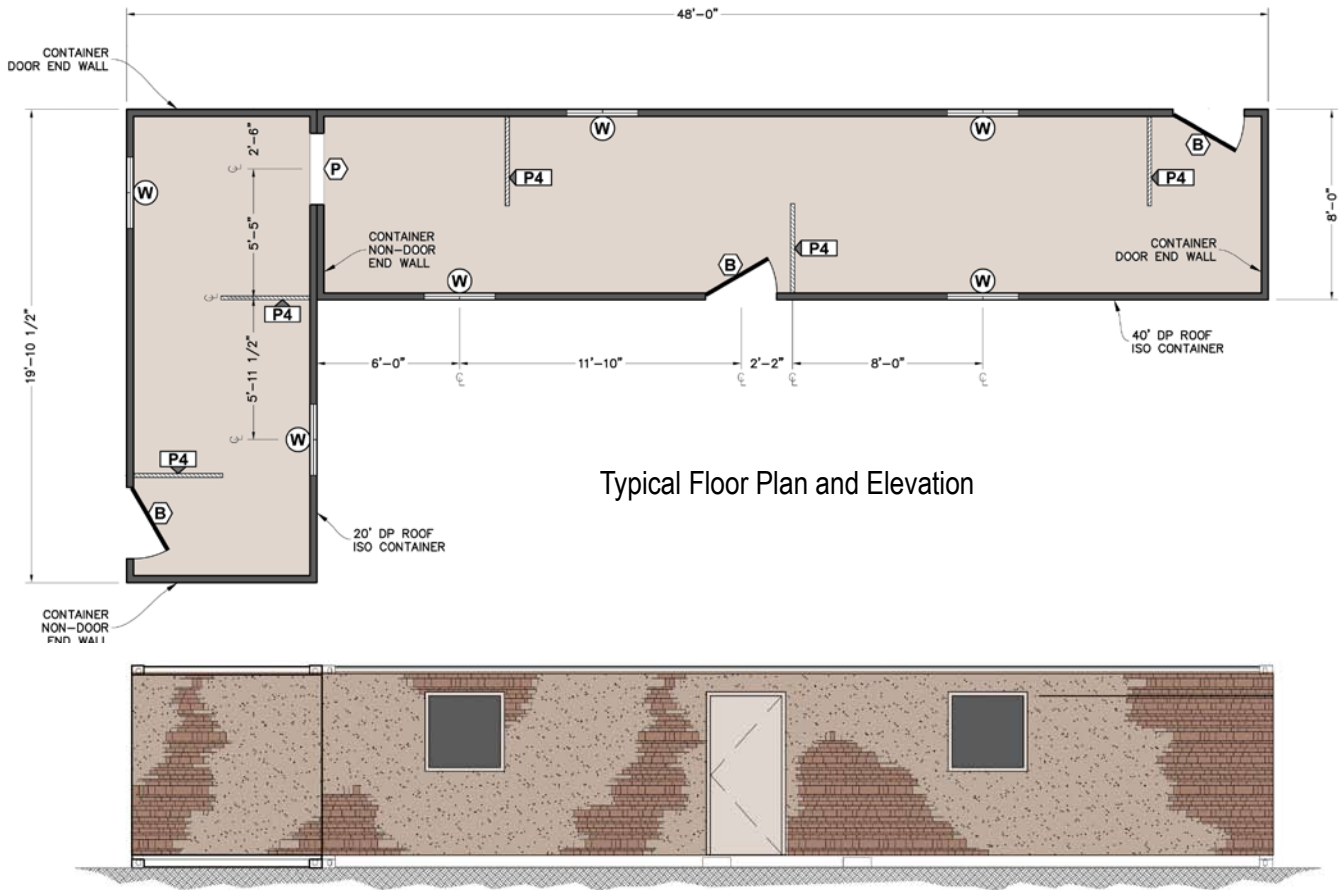 48'-0"
CONTAINER
DOOR END WALL
2'-6"
W
W
B
P
P4
P4
W
8'-0"
19'-10 1/2"
5'-5"
CONTAINER
NON-DOOR
END WALL
B
P4
CONTAINER
DOOR END WALL
W
W
P4
5'-11 1/2"
6'-0"
11'-10"
2'-2"
8'-0"
40' DP ROOF
ISO CONTAINER
W
P4
B
Typical Floor Plan and Elevation
20' DP ROOF
ISO CONTAINER
CONTAINER
NON-DOOR
END WALL